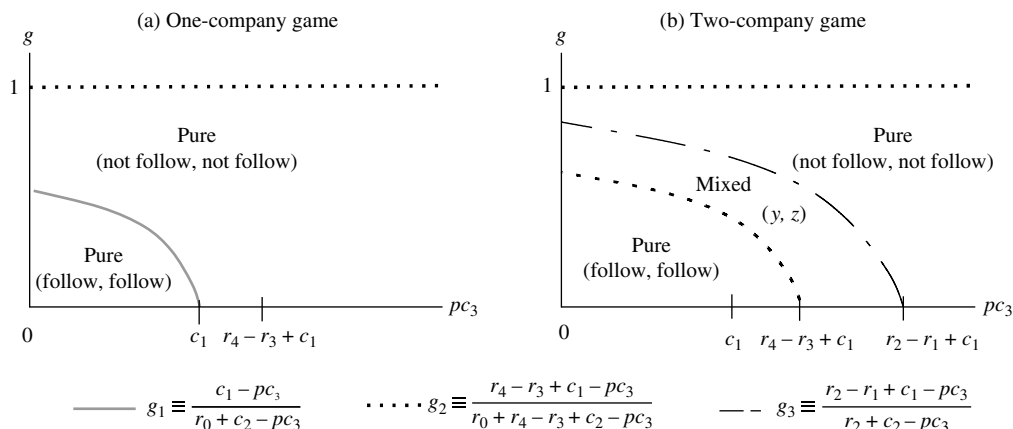 (a) One-company game
(b) Two-company game
g
1
Pure
(not follow, not follow)
Pure
(follow, follow)
0
c₁
r₄ – r₃ + c₁
pc₃
g
1
Pure
(not follow, not follow)
Mixed
(y, z)
Pure
(follow, follow)
0
c₁
r₄ – r₃ + c₁
r₂ – r₁ + c₁
pc₃
g₁ ≡ (c₁ – pc₃) / (r₀ + c₂ – pc₃)
g₂ ≡ (r₄ – r₃ + c₁ – pc₃) / (r₀ + r₄ – r₃ + c₂ – pc₃)
g₃ ≡ (r₂ – r₁ + c₁ – pc₃) / (r₂ + c₂ – pc₃)